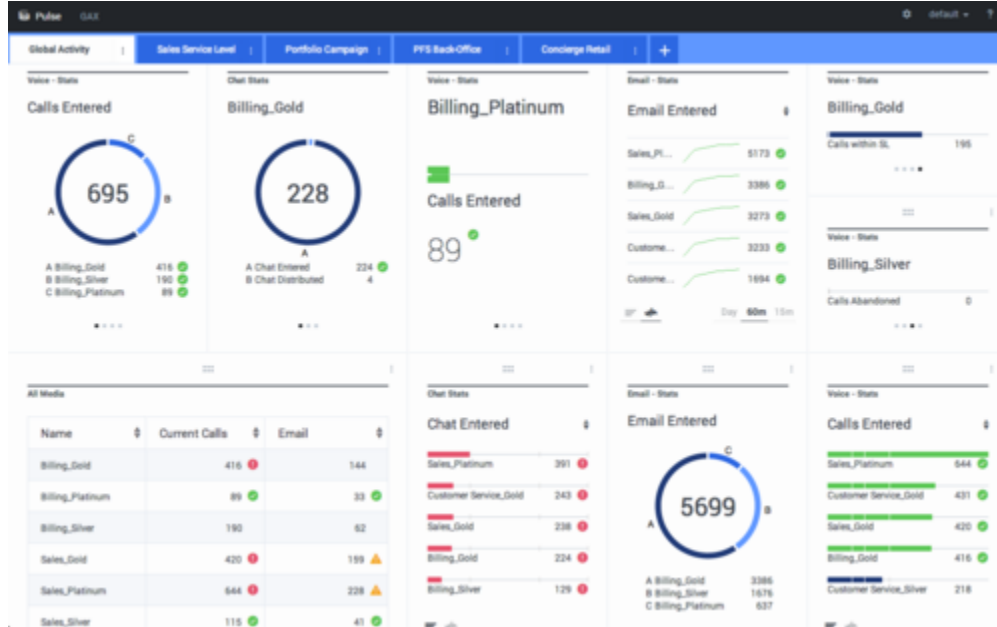 Pulse GAX default ?
Global Activity Sales Service Level Portfolio Campaign PFS Back-Office Concierge Retail +
Voice - Stats
Calls Entered
695
A
B
C
A Billing_Gold 416
B Billing_Silver 190
C Billing_Platinum 89
Chat Stats
Billing_Gold
228
A
A Chat Entered 224
B Chat Distributed 4
Voice - Stats
Billing_Platinum
Calls Entered
89
Email - Stats
Email Entered
Sales_Pl... 5173
Billing_G... 3386
Sales_Gold 3273
Custome... 3233
Custome... 1694
Day 60m 15m
Voice - Stats
Billing_Gold
Calls within SL 195
Voice - Stats
Billing_Silver
Calls Abandoned 0
All Media
Name Current Calls Email
Billing_Gold 416 144
Billing_Platinum 89 33
Billing_Silver 190 62
Sales_Gold 420 159
Sales_Platinum 644 228
Sales_Silver 115 41
Chat Stats
Chat Entered
Sales_Platinum 391
Customer Service_Gold 243
Sales_Gold 238
Billing_Gold 224
Billing_Silver 129
Email - Stats
Email Entered
5699
A
B
C
A Billing_Gold 3386
B Billing_Silver 1676
C Billing_Platinum 637
Voice - Stats
Calls Entered
Sales_Platinum 644
Customer Service_Gold 431
Sales_Gold 420
Billing_Gold 416
Customer Service_Silver 218